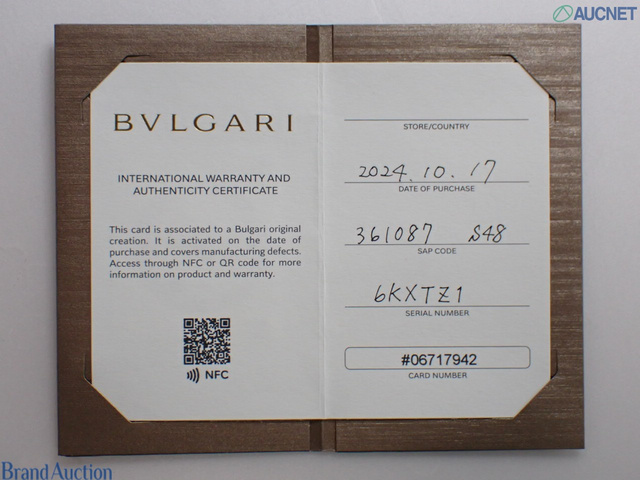 AUCNET
BVLGARI
INTERNATIONAL WARRANTY AND
AUTHENTICITY CERTIFICATE
This card is associated to a Bulgari original
creation. It is activated on the date of
purchase and covers manufacturing defects.
Access through NFC or QR code for more
information on product and warranty.
NFC
STORE/COUNTRY
2024.10.17
DATE OF PURCHASE
361087 S48
SAP CODE
6KXTZ1
SERIAL NUMBER
#06717942
CARD NUMBER
Brand Auction